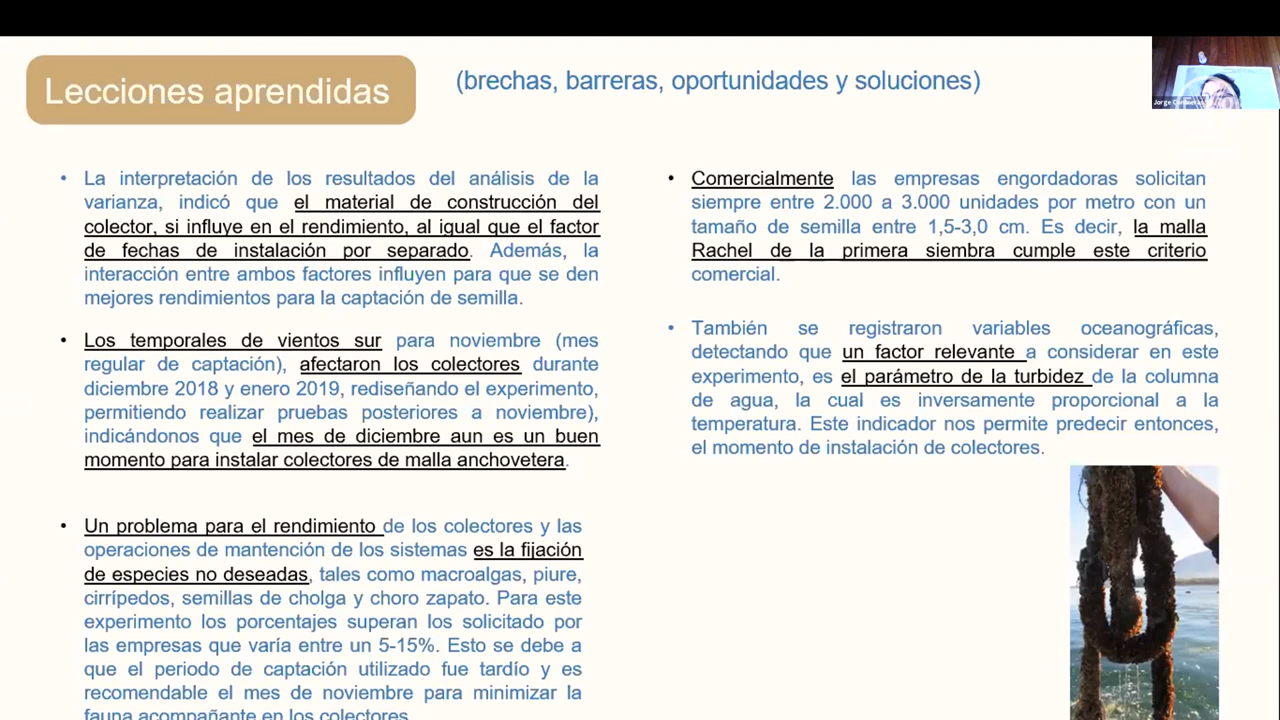 Lecciones aprendidas
(brechas, barreras, oportunidades y soluciones)
• La interpretación de los resultados del análisis de la
varianza, indicó que el material de construcción del
colector, si influye en el rendimiento, al igual que el factor
de fechas de instalación por separado. Además, la
interacción entre ambos factores influyen para que se den
mejores rendimientos para la captación de semilla.
• Los temporales de vientos sur para noviembre (mes
regular de captación), afectaron los colectores durante
diciembre 2018 y enero 2019, rediseñando el experimento,
permitiendo realizar pruebas posteriores a noviembre),
indicándonos que el mes de diciembre aun es un buen
momento para instalar colectores de malla anchovetera.
• Un problema para el rendimiento de los colectores y las
operaciones de mantención de los sistemas es la fijación
de especies no deseadas, tales como macroalgas, piure,
cirrípedos, semillas de cholga y choro zapato. Para este
experimento los porcentajes superan los solicitado por
las empresas que varía entre un 5-15%. Esto se debe a
que el periodo de captación utilizado fue tardío y es
recomendable el mes de noviembre para minimizar la
fauna acompañante en los colectores.
• Comercialmente las empresas engordadoras solicitan
siempre entre 2.000 a 3.000 unidades por metro con un
tamaño de semilla entre 1,5-3,0 cm. Es decir, la malla
Rachel de la primera siembra cumple este criterio
comercial.
• También se registraron variables oceanográficas,
detectando que un factor relevante a considerar en este
experimento, es el parámetro de la turbidez de la columna
de agua, la cual es inversamente proporcional a la
temperatura. Este indicador nos permite predecir entonces,
el momento de instalación de colectores.
Jorge